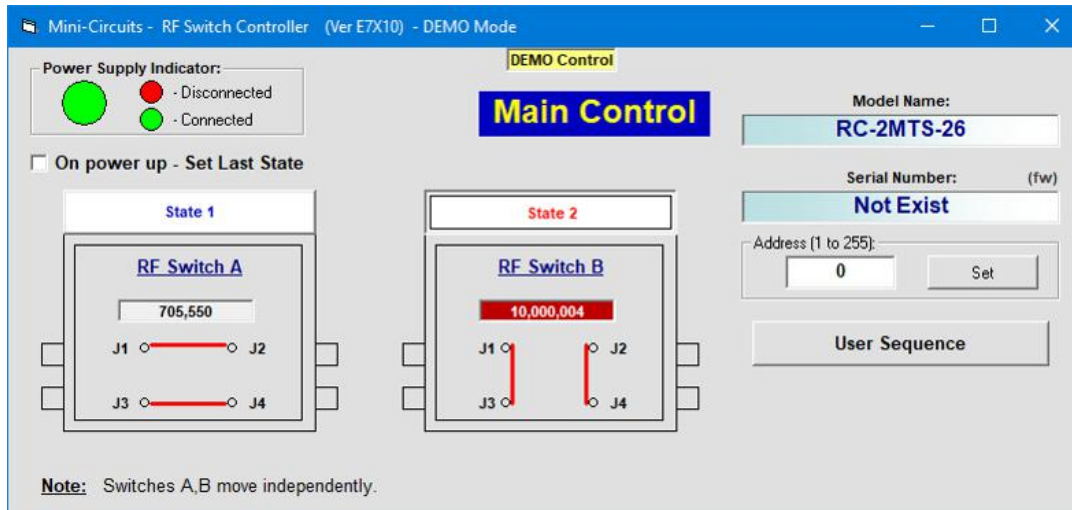 Mini-Circuits - RF Switch Controller (Ver E7X10) - DEMO Mode
DEMO Control
Power Supply Indicator:
- Disconnected
- Connected
Main Control
Model Name:
RC-2MTS-26
On power up - Set Last State
Serial Number: (fw)
Not Exist
State 1
State 2
Address (1 to 255):
0 Set
RF Switch A
RF Switch B
705,550
10,000,004
User Sequence
J1 J2 J1 J2
J3 J4 J3 J4
Note: Switches A,B move independently.